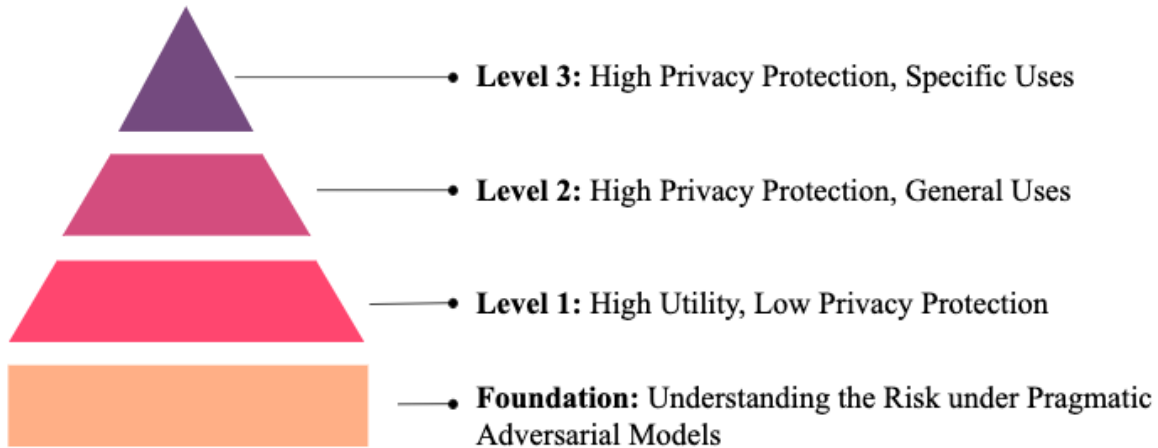 Level 3: High Privacy Protection, Specific Uses
Level 2: High Privacy Protection, General Uses
Level 1: High Utility, Low Privacy Protection
Foundation: Understanding the Risk under Pragmatic
Adversarial Models